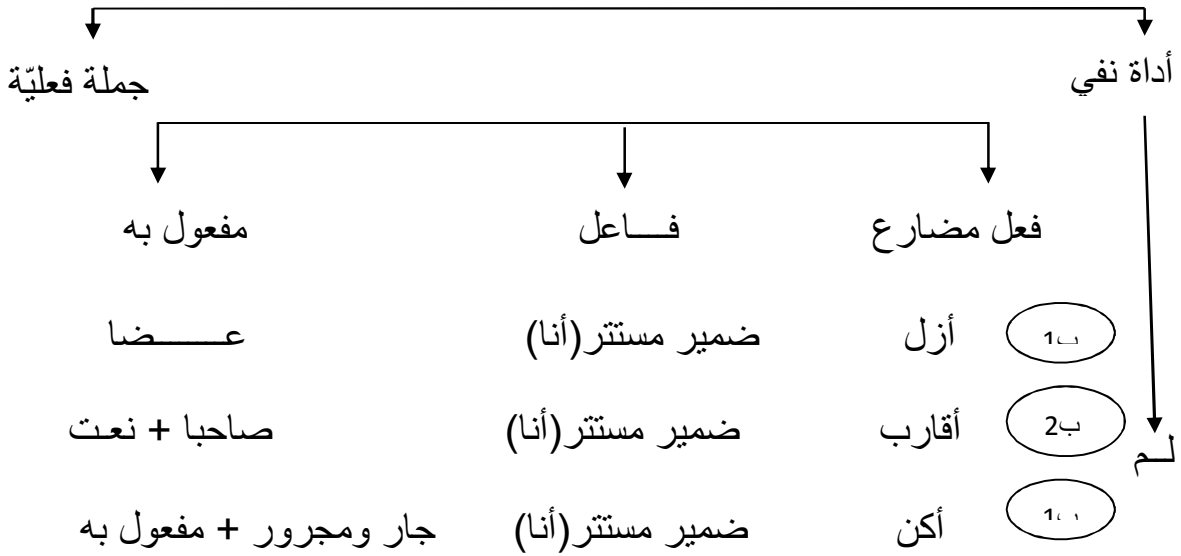 أداة نفي جملة فعليّة
فعل مضارع فــاعل مفعول به
ب1 أزل ضمير مستتر(أنا) عــــضا
ب2 أقارب ضمير مستتر(أنا) صاحبا + نعت
لـم
أكن ضمير مستتر(أنا) جار ومجرور + مفعول به